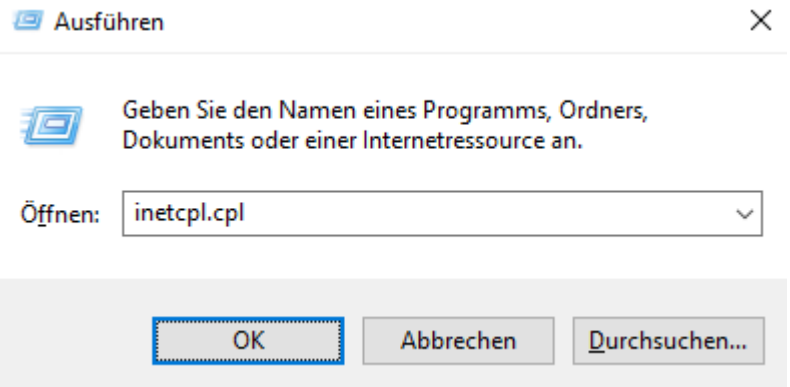 Ausführen
Geben Sie den Namen eines Programms, Ordners,
Dokuments oder einer Internetressource an.
Öffnen: inetcpl.cpl
OK Abbrechen Durchsuchen...